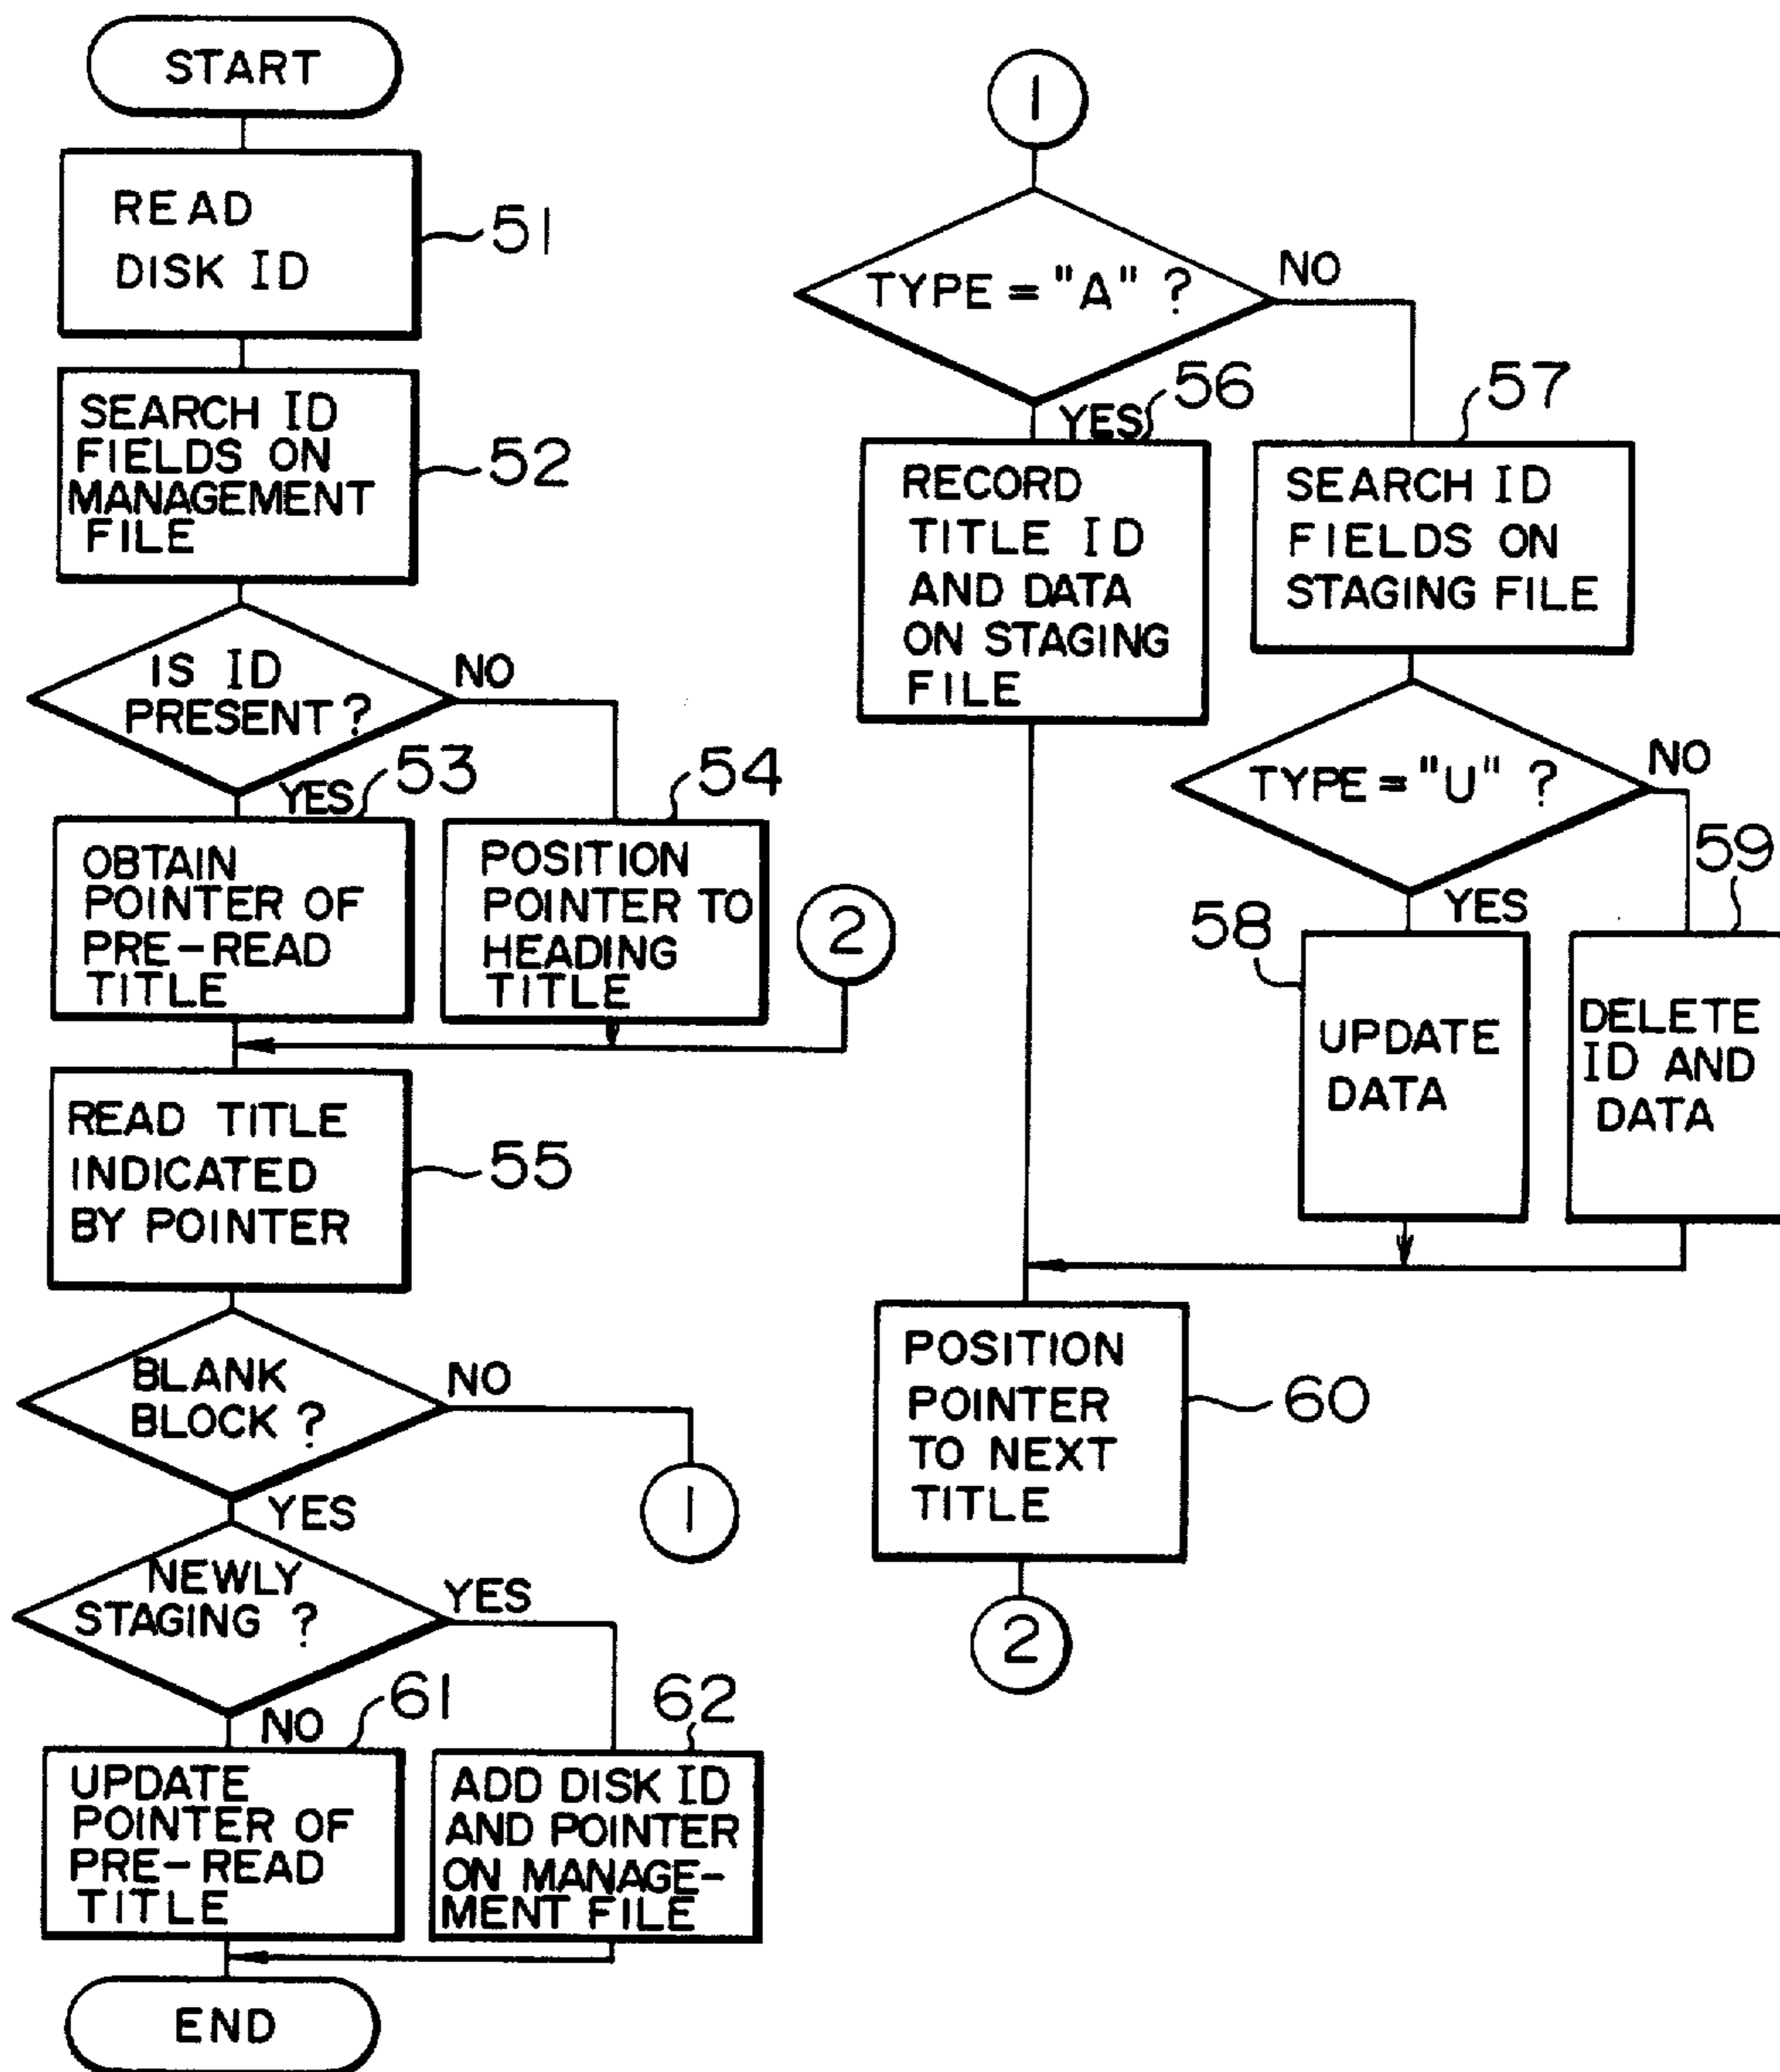 START
READ
DISK ID
51
SEARCH ID
FIELDS ON
MANAGEMENT
FILE
52
IS ID
PRESENT?
NO
YES
53
OBTAIN
POINTER OF
PRE-READ
TITLE
54
POSITION
POINTER TO
HEADING
TITLE
2
READ TITLE
INDICATED
BY POINTER
55
BLANK
BLOCK?
NO
1
YES
NEWLY
STAGING?
YES
NO
61
UPDATE
POINTER OF
PRE-READ
TITLE
62
ADD DISK ID
AND POINTER
ON MANAGE-
MENT FILE
END
1
TYPE="A"?
NO
YES
56
RECORD
TITLE ID
AND DATA
ON STAGING
FILE
57
SEARCH ID
FIELDS ON
STAGING FILE
TYPE="U"?
NO
YES
58
UPDATE
DATA
59
DELETE
ID AND
DATA
POSITION
POINTER
TO NEXT
TITLE
60
2